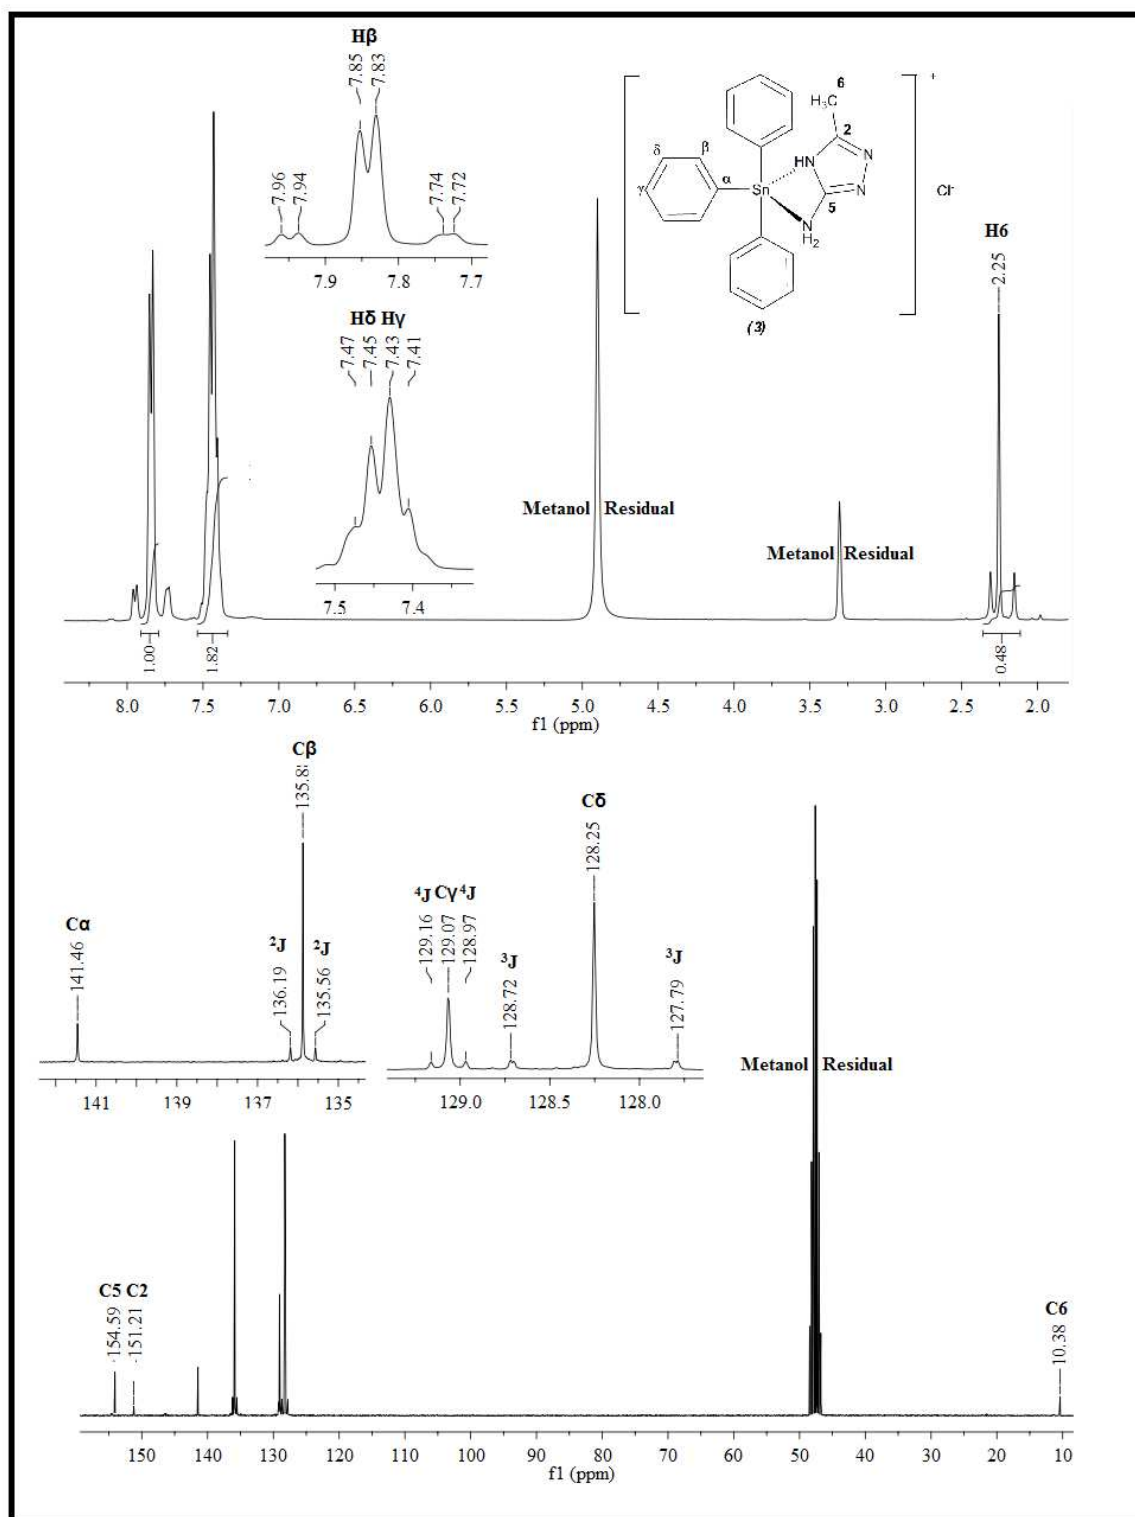 Hβ
7.85
7.83
7.96
7.94
7.74
7.72
7.9 7.8 7.7
Hδ Hγ
7.47
7.45
7.43
7.41
7.5 7.4
6
H₃C
2
HN
N
N
5
NH₂
Sn
α
β
δ
γ
+
Cl⁻
(3)
H6
2.25
Metanol Residual
Metanol Residual
1.00
1.82
0.48
8.0 7.5 7.0 6.5 6.0 5.5 5.0 4.5 4.0 3.5 3.0 2.5 2.0
f1 (ppm)
Cβ
135.8
Cα
141.46
²J
136.19
²J
135.56
141 139 137 135
Cδ
128.25
⁴J Cγ ⁴J
129.16
129.07
128.97
³J
128.72
³J
127.79
129.0 128.5 128.0
Metanol Residual
C5 C2
154.59
151.21
C6
10.38
150 140 130 120 110 100 90 80 70 60 50 40 30 20 10
f1 (ppm)